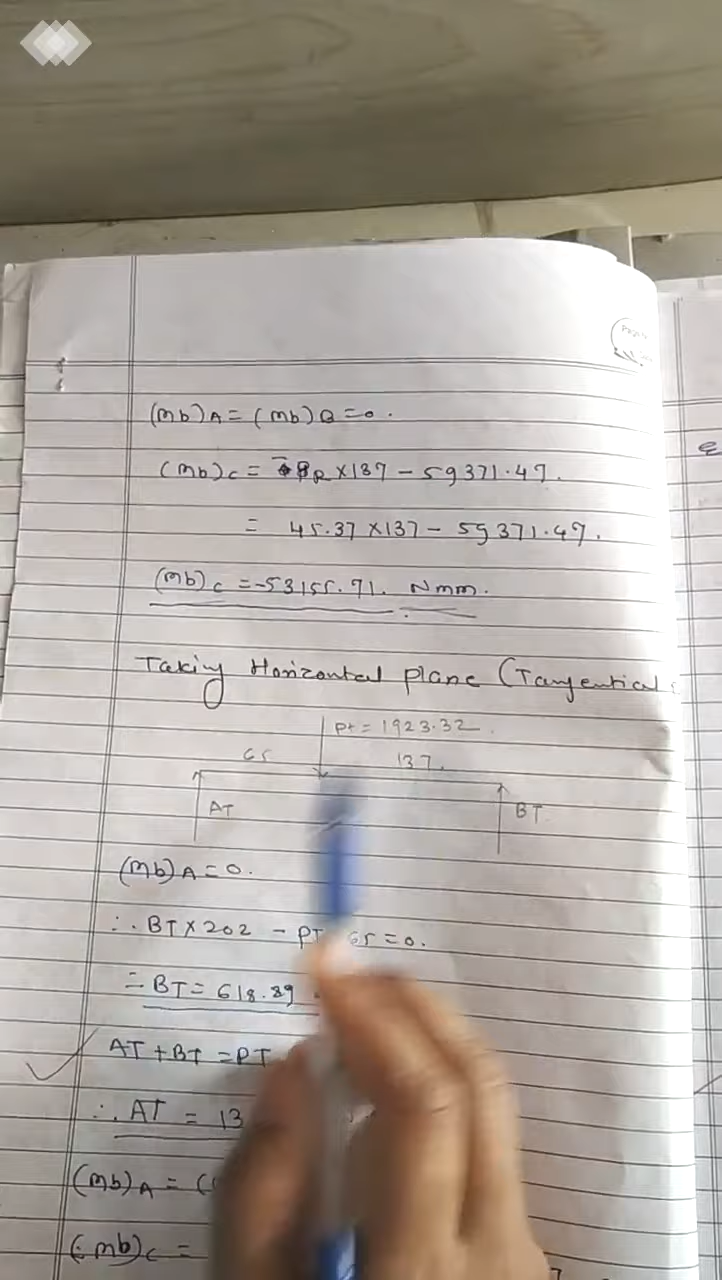 (Mb)A = (Mb)B = 0.
(Mb)C = BR × 137 – 59371.47.
= 45.37 × 137 – 59371.47.
(Mb)C = -53155.71. Nmm.
Taking Horizontal plane (Tangential
Pt = 1923.32.
65 137.
AT BT
(Mb)A = 0.
∴ BT × 202 – PT 65 = 0.
= BT = 618.89
AT + BT = PT
∴ AT = 13
(Mb)A = (
(Mb)C =